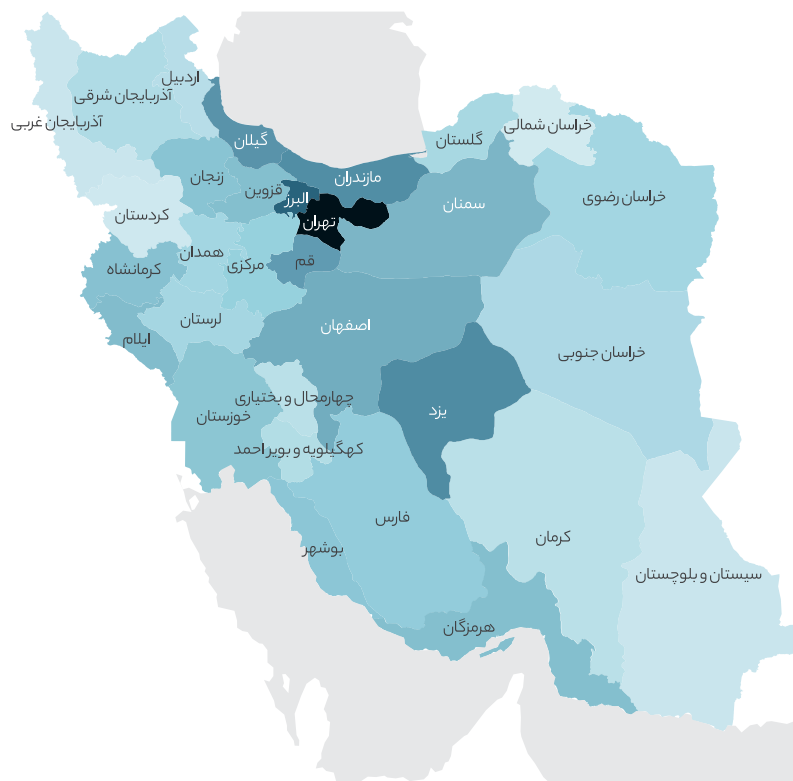 اردبیل
آذربایجان شرقی
آذربایجان غربی
گیلان
گلستان
خراسان شمالی
زنجان
قزوین
مازندران
البرز
سمنان
خراسان رضوی
کردستان
تهران
همدان
مرکزی
قم
کرمانشاه
لرستان
اصفهان
ایلام
خراسان جنوبی
چهارمحال و بختیاری
یزد
خوزستان
کهگیلویه و بویر احمد
فارس
کرمان
بوشهر
سیستان و بلوچستان
هرمزگان